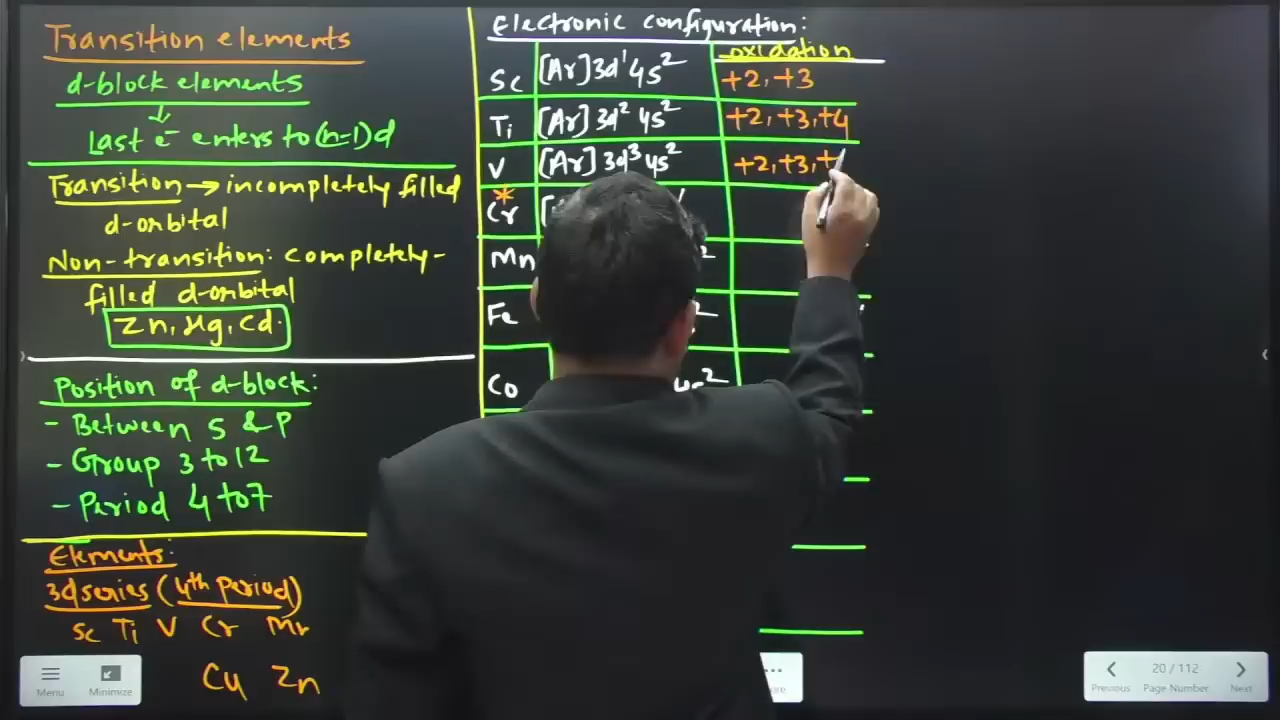 Transition elements
d-block elements
↓
Last e⁻ enters to (n-1)d
Transition → incompletely filled
d-orbital
Non-transition: completely-
filled d-orbital
Zn, Hg, Cd.
Position of d-block:
- Between s & p
- Group 3 to 12
- Period 4 to 7
Elements:
3d series (4th period)
Sc Ti V Cr Mn
Cu Zn
Electronic configuration:
oxidation
Sc [Ar] 3d¹ 4s² +2, +3
Ti [Ar] 3d² 4s² +2, +3, +4
V [Ar] 3d³ 4s² +2, +3, +
*
Cr [
Mn 2
Fe 2
Co 4s²
Menu
Minimize
20 / 112
Previous Page Number Next